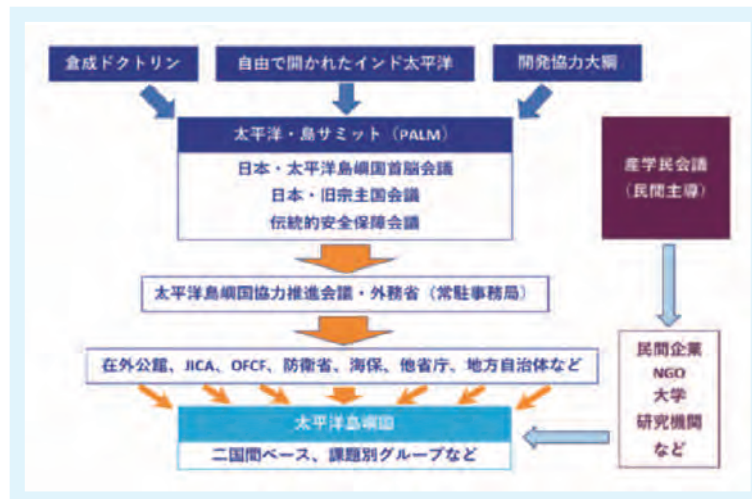 倉成ドクトリン
自由で開かれたインド太平洋
開発協力大綱
太平洋・島サミット（PALM）
日本・太平洋島嶼国首脳会議
日本・旧宗主国会議
伝統的安全保障会議
産学民会議
（民間主導）
太平洋島嶼国協力推進会議・外務省（常駐事務局）
在外公館、JICA、OFCF、防衛省、海保、他省庁、地方自治体など
太平洋島嶼国
二国間ベース、課題別グループなど
民間企業
NGO
大学
研究機関
など